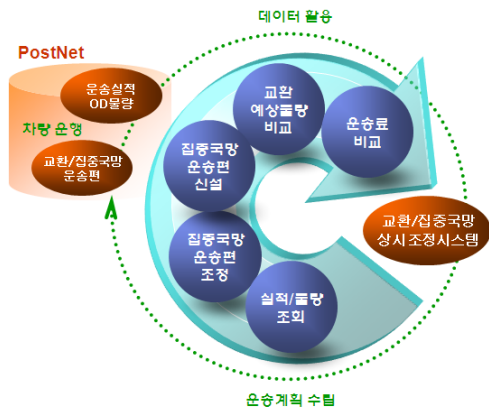 데이터 활용
PostNet
운송실적
OD물량
차량 운행
교환/집중국망
운송편
교환
예상물량
비교
운송료
비교
집중국망
운송편
신설
집중국망
운송편
조정
실적/물량
조회
교환/집중국망
상시조정시스템
운송계획 수립